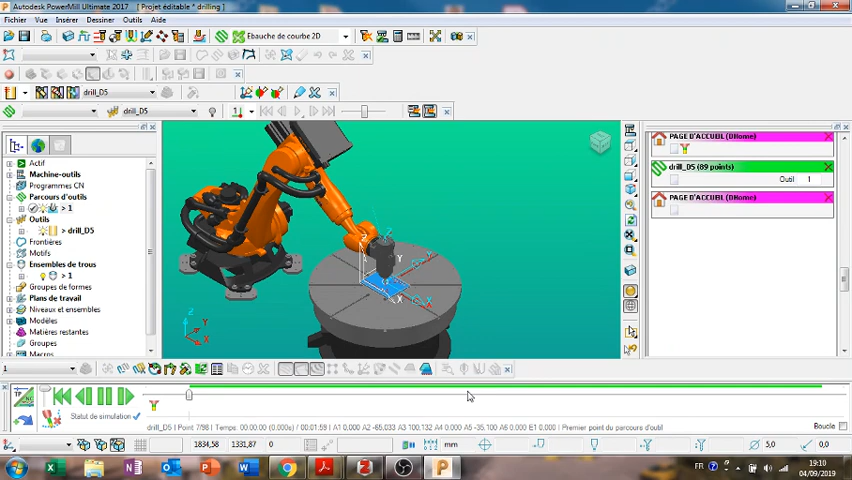 Autodesk PowerMill Ultimate 2017 [ Projet éditable * drilling ]
Fichier Vue Insérer Dessiner Outils Aide
Ebauche de courbe 2D
drill_D5
drill_D5
Actif
Machine-outils
Programmes CN
Parcours d'outils
> 1
Outils
> drill_D5
Frontières
Motifs
Ensembles de trous
> 1
Groupes de formes
Plans de travail
Niveaux et ensembles
Modèles
Matières restantes
Groupes
Macros
Z
Y
X
Z
Y
X
PAGE D'ACCUEIL (DHome)
drill_D5 (89 points)
Outil 1
PAGE D'ACCUEIL (DHome)
1
Statut de simulation
drill_D5 | Point 7/98 | Temps: 00:00:00 (0.000s) / 00:01:59 | A1 0,000 A2 -65,033 A3 100,132 A4 0,000 A5 -35,100 A6 0,000 E1 0,000 | Premier point du parcours d'outil
Boucle
1834,58 1331,87 0 mm 5,0 0,0
FR
19:10
04/09/2019